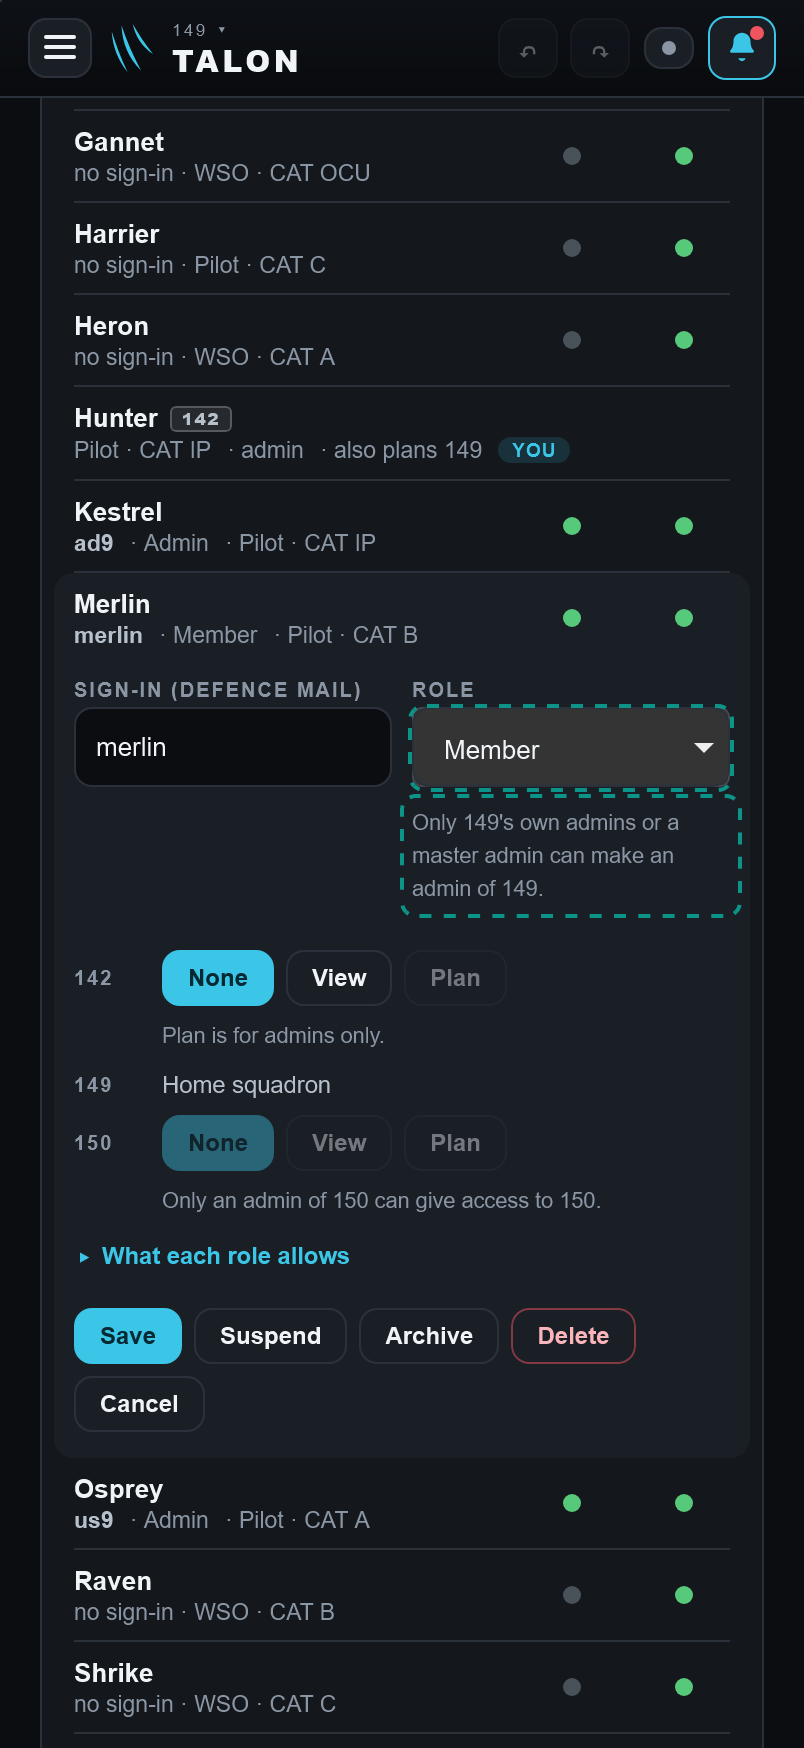 149 ▾
TALON
Gannet
no sign-in · WSO · CAT OCU
Harrier
no sign-in · Pilot · CAT C
Heron
no sign-in · WSO · CAT A
Hunter 142
Pilot · CAT IP · admin · also plans 149 YOU
Kestrel
ad9 · Admin · Pilot · CAT IP
Merlin
merlin · Member · Pilot · CAT B
SIGN-IN (DEFENCE MAIL) ROLE
merlin Member
Only 149's own admins or a
master admin can make an
admin of 149.
142 None View Plan
Plan is for admins only.
149 Home squadron
150 None View Plan
Only an admin of 150 can give access to 150.
▸ What each role allows
Save Suspend Archive Delete
Cancel
Osprey
us9 · Admin · Pilot · CAT A
Raven
no sign-in · WSO · CAT B
Shrike
no sign-in · WSO · CAT C